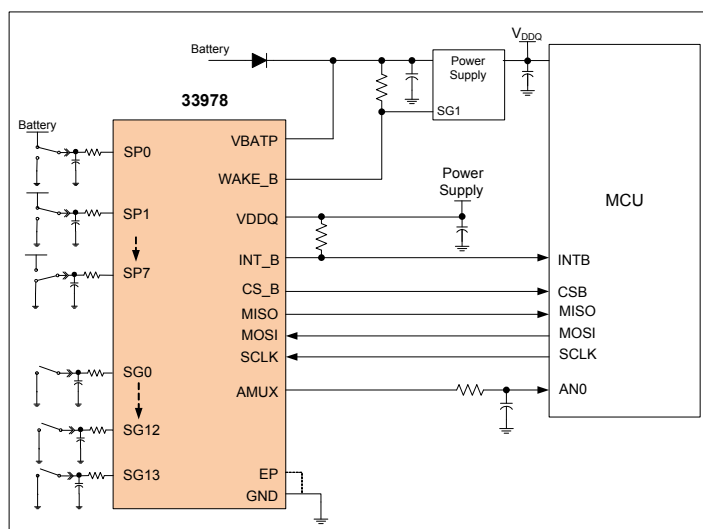 Battery
33978
Power
Supply
SG1
VDDQ
MCU
Battery
SP0
SP1
SP7
SG0
SG12
SG13
VBATP
WAKE_B
VDDQ
INT_B
CS_B
MISO
MOSI
SCLK
AMUX
EP
GND
Power
Supply
INTB
CSB
MISO
MOSI
SCLK
AN0